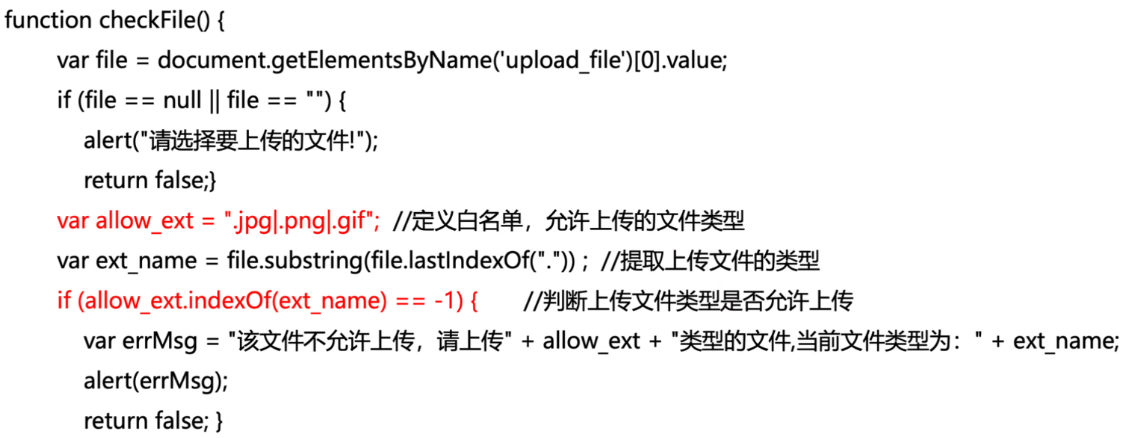 function checkFile() {
var file = document.getElementsByName('upload_file')[0].value;
if (file == null || file == "") {
alert("请选择要上传的文件!");
return false;}
var allow_ext = ".jpg|.png|.gif"; //定义白名单，允许上传的文件类型
var ext_name = file.substring(file.lastIndexOf(".")) ; //提取上传文件的类型
if (allow_ext.indexOf(ext_name) == -1) { //判断上传文件类型是否允许上传
var errMsg = "该文件不允许上传，请上传" + allow_ext + "类型的文件,当前文件类型为：" + ext_name;
alert(errMsg);
return false; }